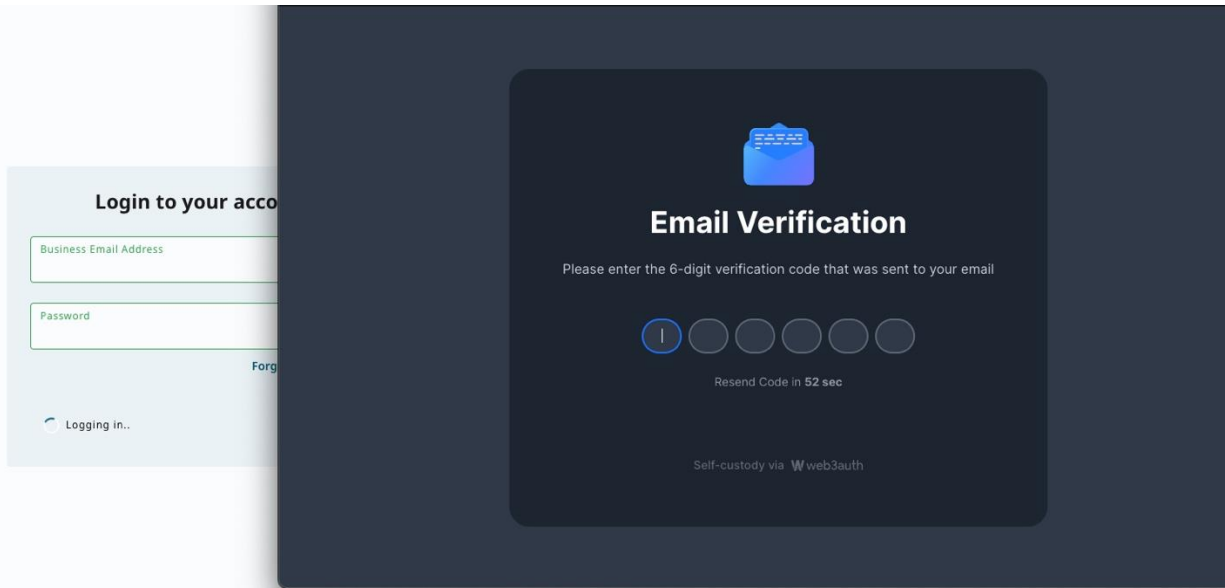 Login to your acco
Business Email Address
Password
Forg
Logging in..
Email Verification
Please enter the 6-digit verification code that was sent to your email
Resend Code in 52 sec
Self-custody via web3auth